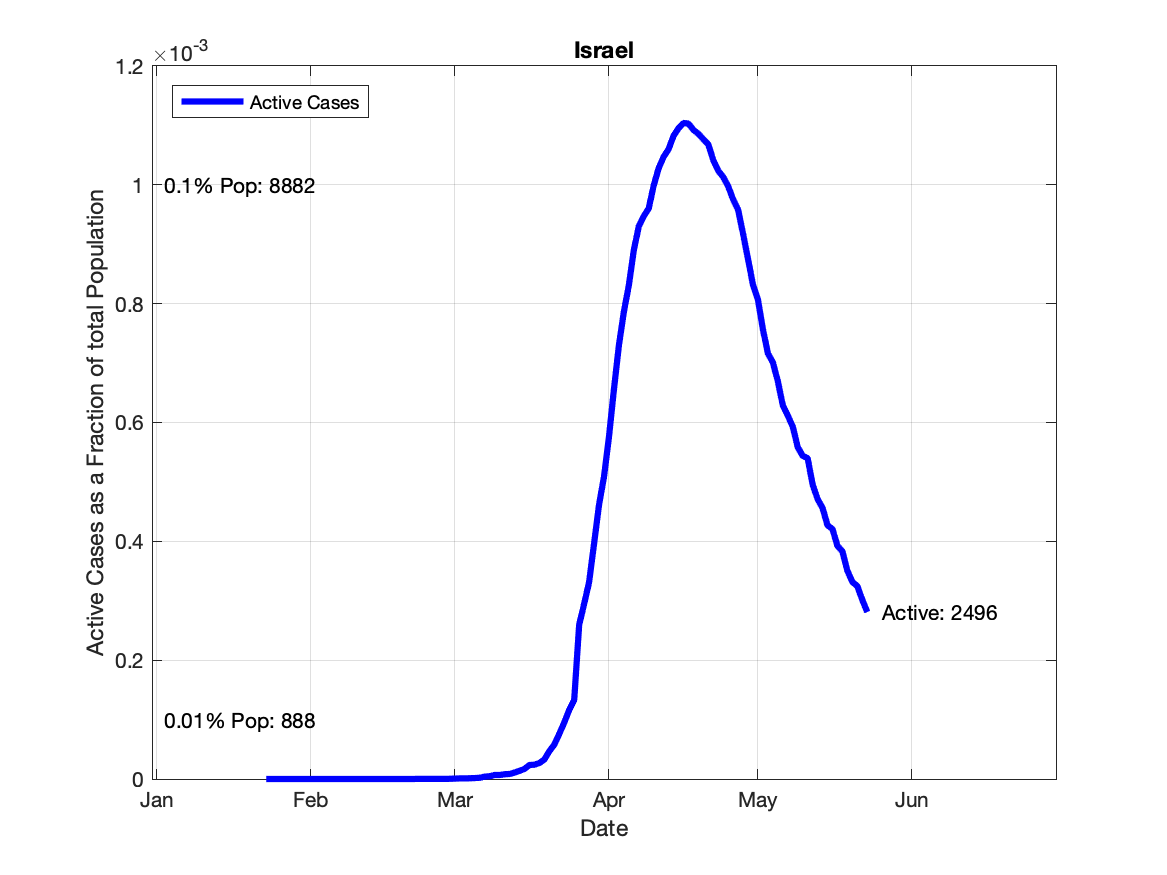 Israel
×10-3
1.2
1
0.8
0.6
0.4
0.2
0
Active Cases
0.1% Pop: 8882
0.01% Pop: 888
Active: 2496
Active Cases as a Fraction of total Population
Jan Feb Mar Apr May Jun
Date